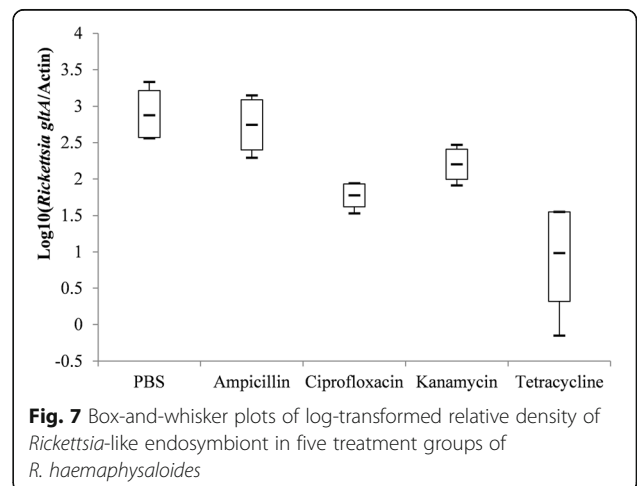 Log10(Rickettsia gltA/Actin)
4
3.5
3
2.5
2
1.5
1
0.5
0
-0.5
PBS Ampicillin Ciprofloxacin Kanamycin Tetracycline
Fig. 7 Box-and-whisker plots of log-transformed relative density of
Rickettsia-like endosymbiont in five treatment groups of
R. haemaphysaloides